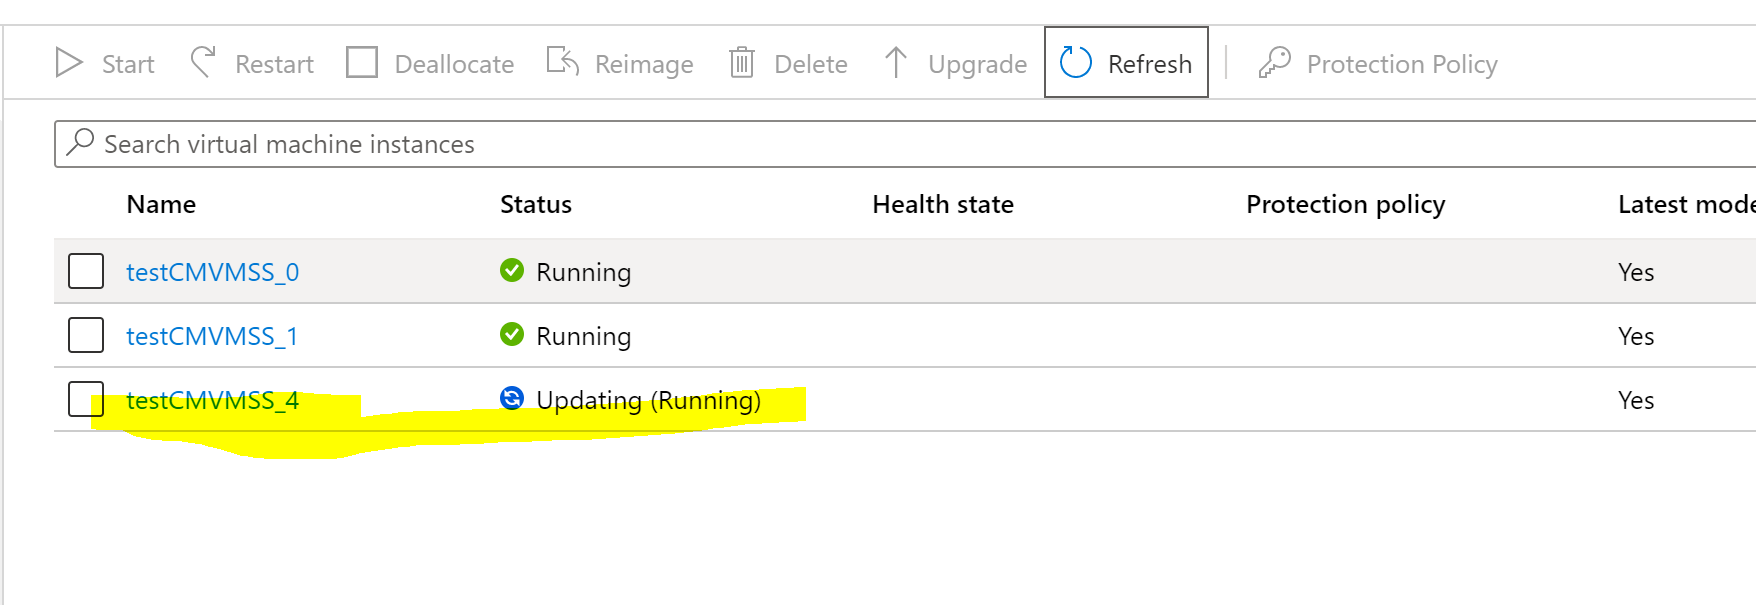 Start Restart Deallocate Reimage Delete Upgrade Refresh Protection Policy
Search virtual machine instances
Name Status Health state Protection policy Latest mode
testCMVMSS_0 Running Yes
testCMVMSS_1 Running Yes
testCMVMSS_4 Updating (Running) Yes